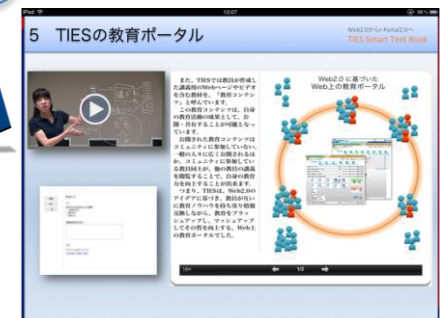 iPad
12:07
5 TIESの教育ポータル
Web2.0からr-Portal2.0へ
TIES Smart Text Book
また、TIESでは教員が作成し
た講義用のWebページやビデオ
を含む教材を、「教育コンテン
ツ」と呼んでいます。
この教育コンテンツは、自身
の教育活動の成果として、公
開・共有することが可能となっ
ています。
公開された教育コンテンツは
コミュニティに参加していない、
一般の人々に広く公開されるほ
か、コミュニティに参加してい
る教員同士が、他の教員の講義
を閲覧することで、自身の教育
力を向上することが出来ます。
つまり、TIESは、Web2.0の
アイデアに基づき、教員が互い
に教育ノウハウを持ち寄り情報
交換しながら、教育をブラッ
シュアップし、マッシュアップ
してその質を向上する、Web上
の教育ポータルでした。
Web2.0 に基づいた
Web上の教育ポータル
1/2